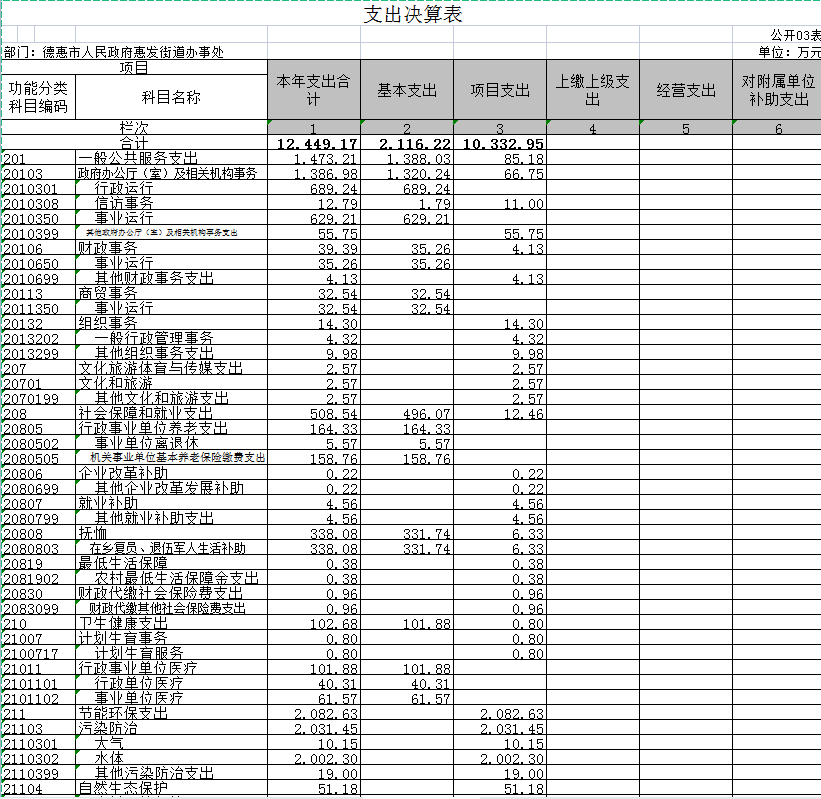 支出决算表
公开03表
部门：德惠市人民政府惠发街道办事处 单位：万元
项目 本年支出合计 基本支出 项目支出 上缴上级支出 经营支出 对附属单位补助支出
功能分类科目编码 科目名称
栏次 1 2 3 4 5 6
合计 12,449.17 2,116.22 10,332.95
201 一般公共服务支出 1,473.21 1,388.03 85.18
20103 政府办公厅（室）及相关机构事务 1,386.98 1,320.24 66.75
2010301 行政运行 689.24 689.24
2010308 信访事务 12.79 1.79 11.00
2010350 事业运行 629.21 629.21
2010399 其他政府办公厅（室）及相关机构事务支出 55.75 55.75
20106 财政事务 39.39 35.26 4.13
2010650 事业运行 35.26 35.26
2010699 其他财政事务支出 4.13 4.13
20113 商贸事务 32.54 32.54
2011350 事业运行 32.54 32.54
20132 组织事务 14.30 14.30
2013202 一般行政管理事务 4.32 4.32
2013299 其他组织事务支出 9.98 9.98
207 文化旅游体育与传媒支出 2.57 2.57
20701 文化和旅游 2.57 2.57
2070199 其他文化和旅游支出 2.57 2.57
208 社会保障和就业支出 508.54 496.07 12.46
20805 行政事业单位养老支出 164.33 164.33
2080502 事业单位离退休 5.57 5.57
2080505 机关事业单位基本养老保险缴费支出 158.76 158.76
20806 企业改革补助 0.22 0.22
2080699 其他企业改革发展补助 0.22 0.22
20807 就业补助 4.56 4.56
2080799 其他就业补助支出 4.56 4.56
20808 抚恤 338.08 331.74 6.33
2080803 在乡复员、退伍军人生活补助 338.08 331.74 6.33
20819 最低生活保障 0.38 0.38
2081902 农村最低生活保障金支出 0.38 0.38
20830 财政代缴社会保险费支出 0.96 0.96
2083099 财政代缴其他社会保险费支出 0.96 0.96
210 卫生健康支出 102.68 101.88 0.80
21007 计划生育事务 0.80 0.80
2100717 计划生育服务 0.80 0.80
21011 行政事业单位医疗 101.88 101.88
2101101 行政单位医疗 40.31 40.31
2101102 事业单位医疗 61.57 61.57
211 节能环保支出 2,082.63 2,082.63
21103 污染防治 2,031.45 2,031.45
2110301 大气 10.15 10.15
2110302 水体 2,002.30 2,002.30
2110399 其他污染防治支出 19.00 19.00
21104 自然生态保护 51.18 51.18